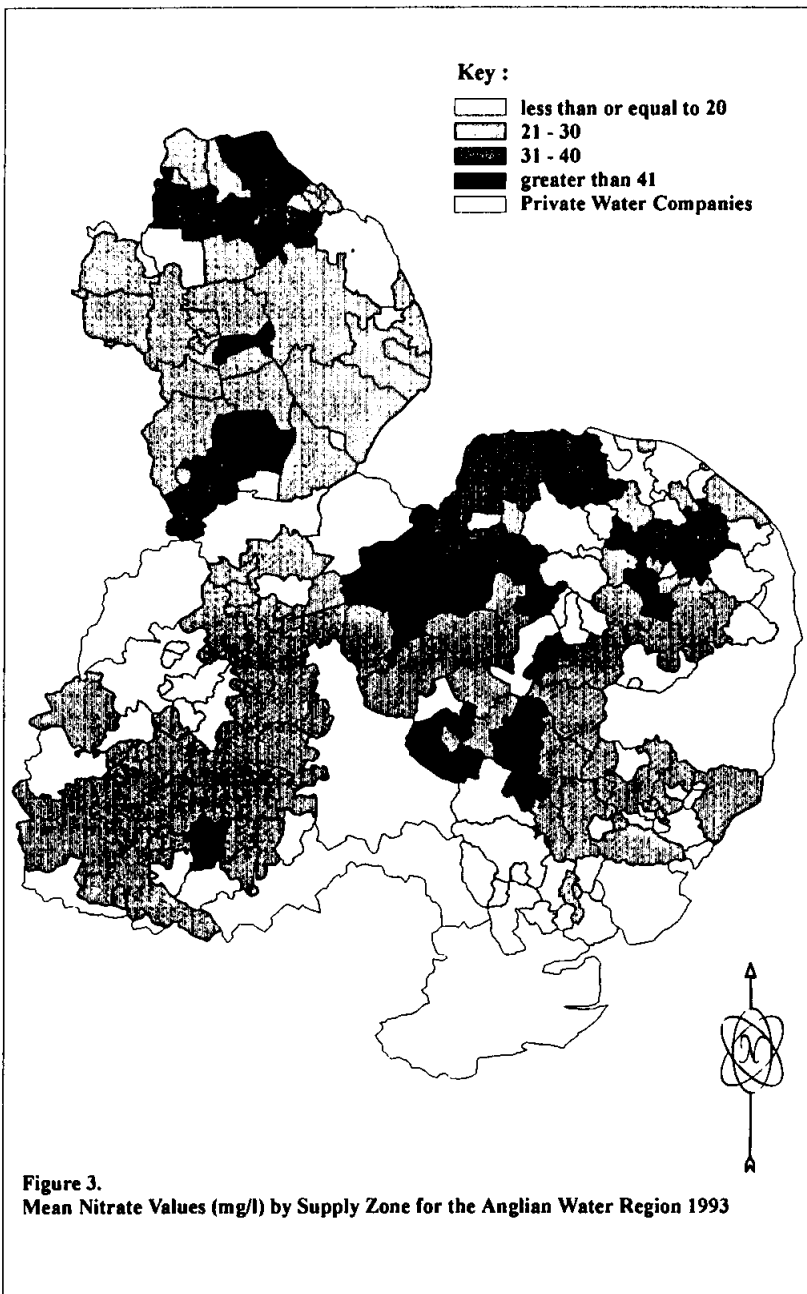 Key :
less than or equal to 20
21 - 30
31 - 40
greater than 41
Private Water Companies
N
Figure 3.
Mean Nitrate Values (mg/l) by Supply Zone for the Anglian Water Region 1993